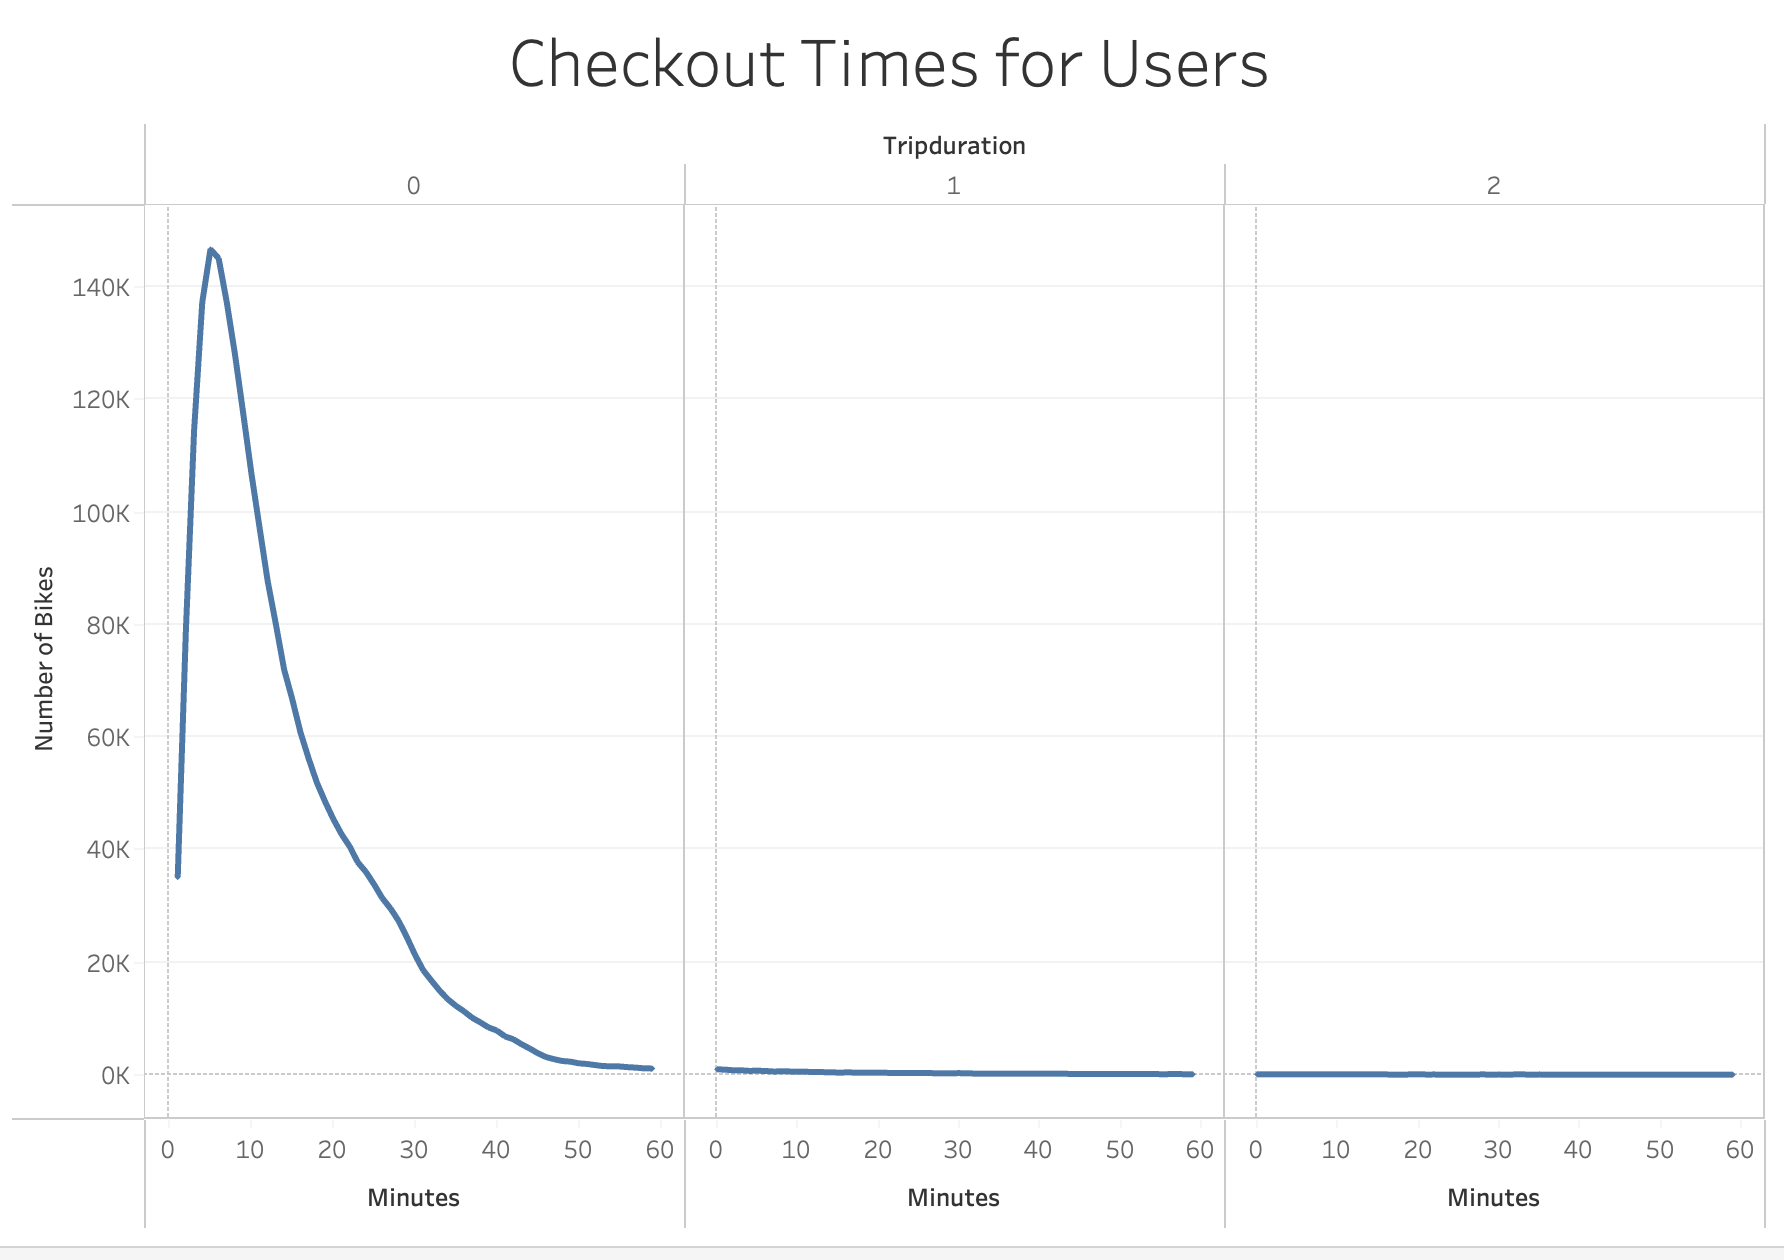 Checkout Times for Users
Tripduration
0 1 2
140K
120K
100K
80K
60K
40K
20K
0K
Number of Bikes
0 10 20 30 40 50 60 0 10 20 30 40 50 60 0 10 20 30 40 50 60
Minutes Minutes Minutes